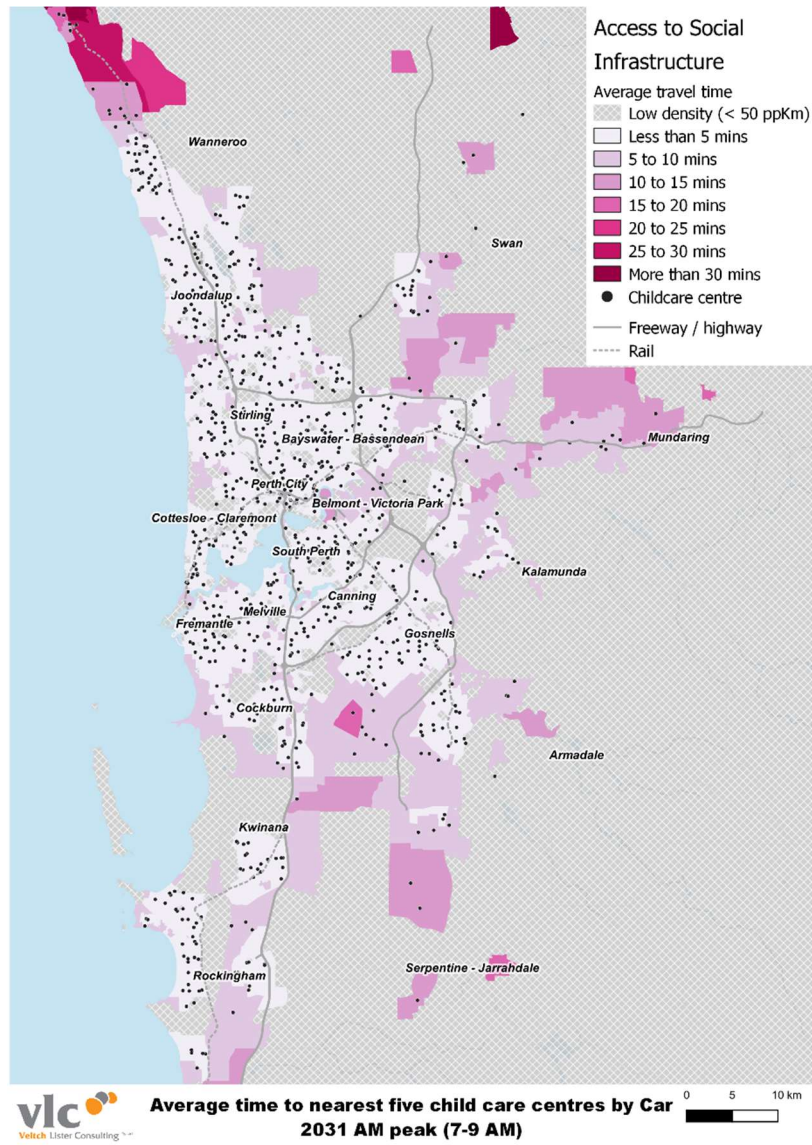 Access to Social
Infrastructure
Average travel time
Low density (< 50 ppKm)
Less than 5 mins
5 to 10 mins
10 to 15 mins
15 to 20 mins
20 to 25 mins
25 to 30 mins
More than 30 mins
Childcare centre
Freeway / highway
Rail
Wanneroo
Swan
Joondalup
Stirling
Bayswater - Bassendean
Mundaring
Perth City
Belmont - Victoria Park
Cottesloe - Claremont
South Perth
Kalamunda
Canning
Melville
Fremantle
Gosnells
Cockburn
Armadale
Kwinana
Serpentine - Jarrahdale
Rockingham
vlc
Veitch Lister Consulting
Average time to nearest five child care centres by Car
2031 AM peak (7-9 AM)
0 5 10 km